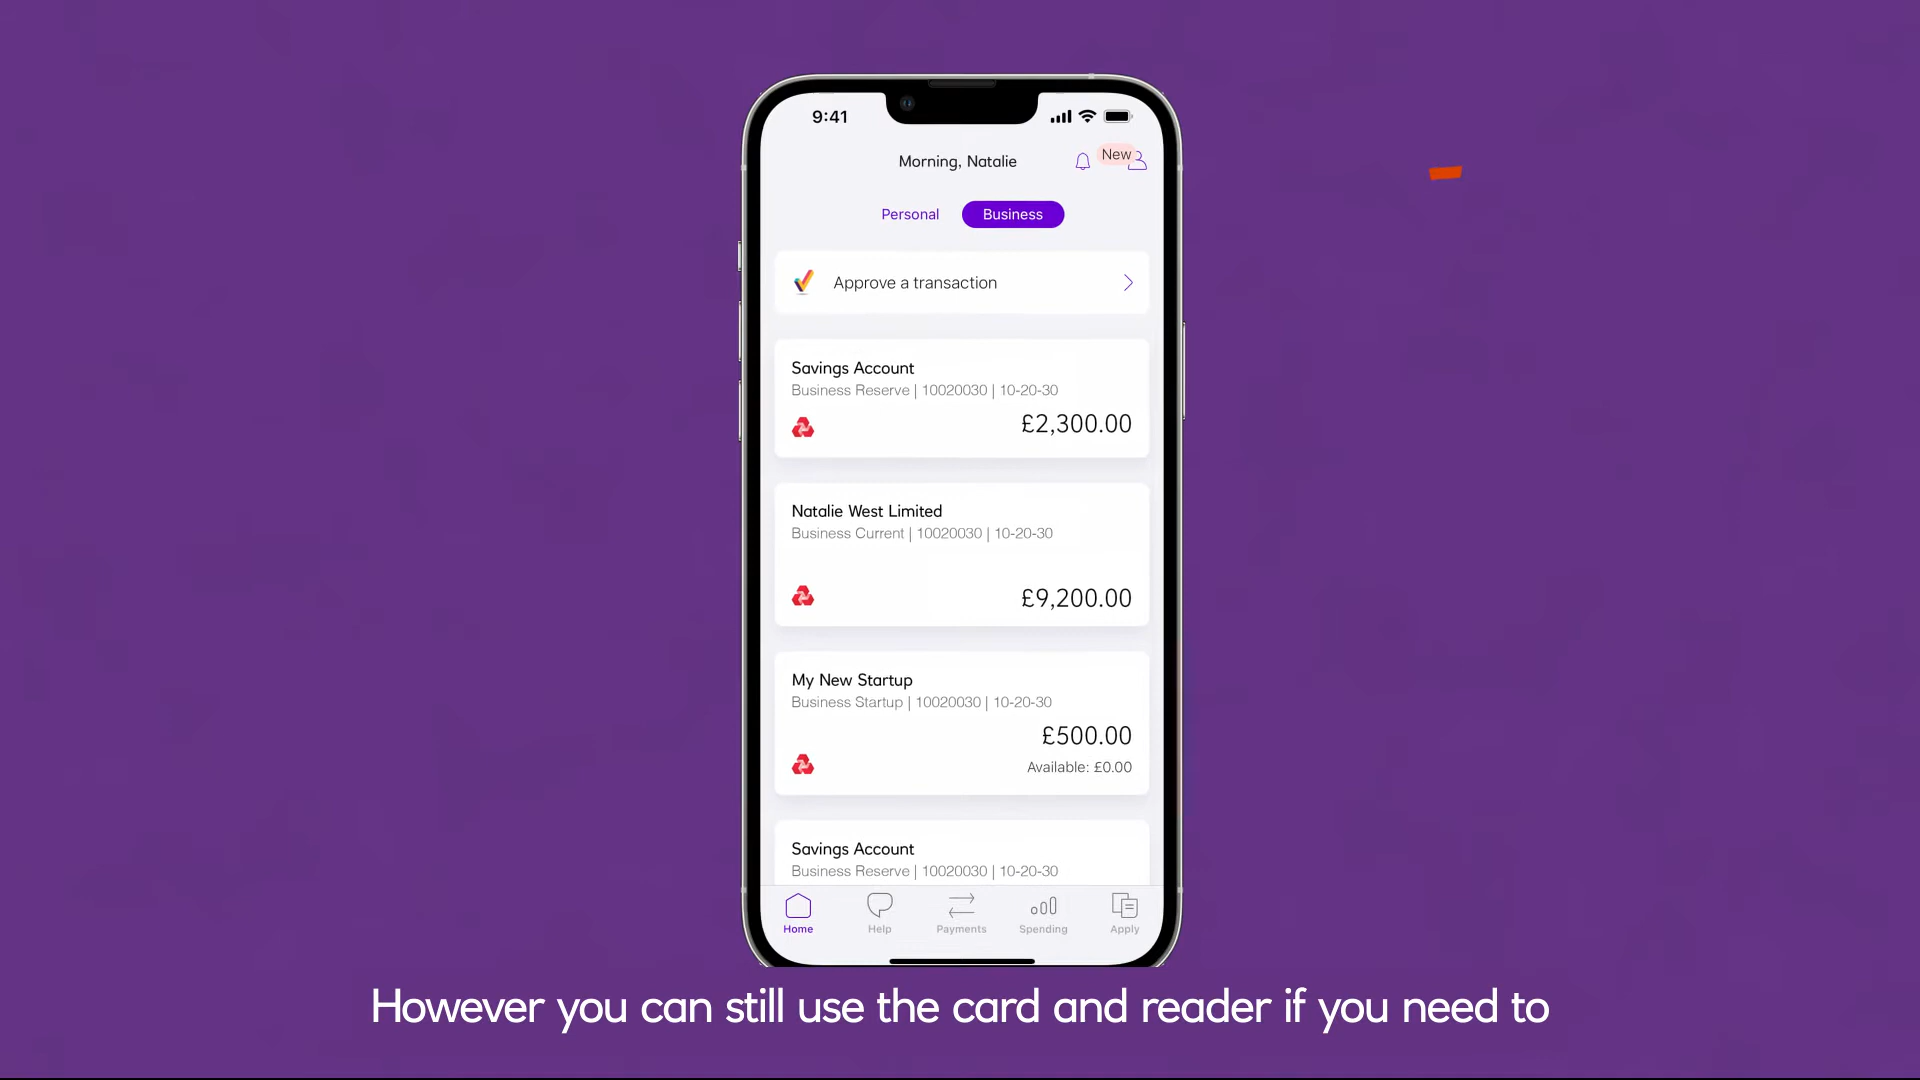 9:41
Morning, Natalie
New
Personal
Business
Approve a transaction
Savings Account
Business Reserve | 10020030 | 10-20-30
£2,300.00
Natalie West Limited
Business Current | 10020030 | 10-20-30
£9,200.00
My New Startup
Business Startup | 10020030 | 10-20-30
£500.00
Available: £0.00
Savings Account
Business Reserve | 10020030 | 10-20-30
Home
Help
Payments
Spending
Apply
However you can still use the card and reader if you need to